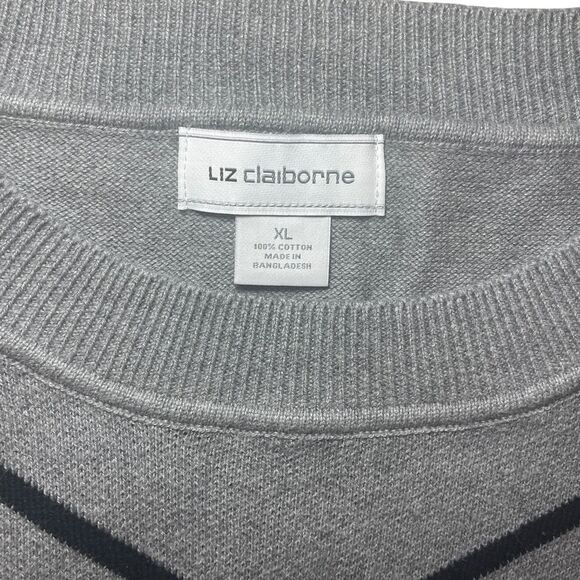 LIZ claiborne
XL
100% COTTON
MADE IN
BANGLADESH